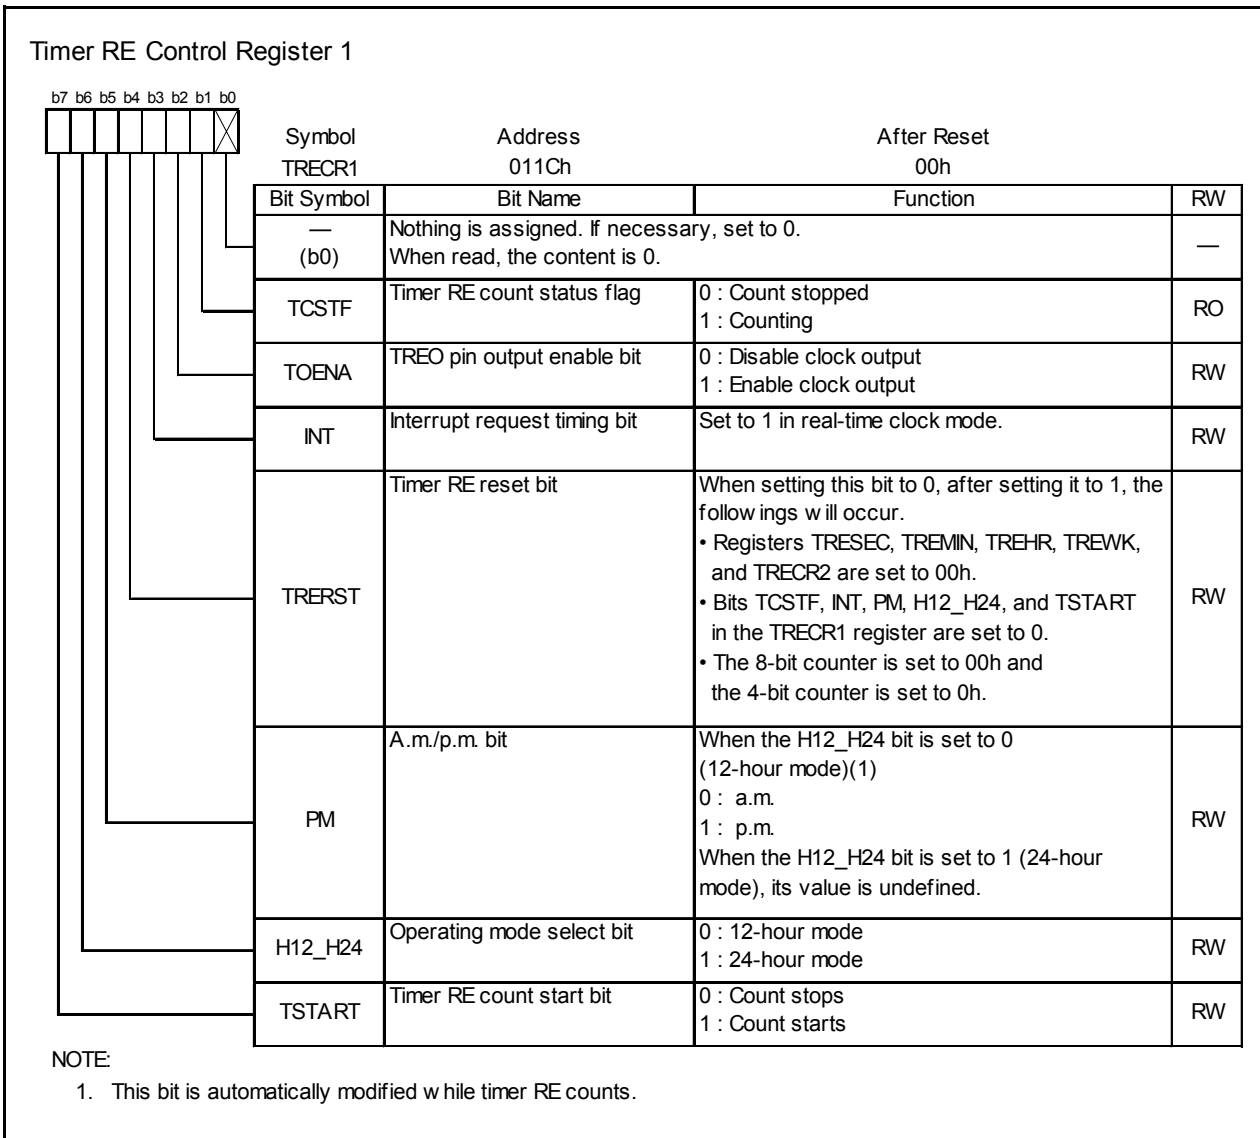 Timer RE Control Register 1
b7 b6 b5 b4 b3 b2 b1 b0
Symbol Address After Reset
TRECR1 011Ch 00h
Bit Symbol Bit Name Function RW
—
(b0)
Nothing is assigned. If necessary, set to 0.
When read, the content is 0.
—
TCSTF
Timer RE count status flag
0 : Count stopped
1 : Counting
RO
TOENA
TREO pin output enable bit
0 : Disable clock output
1 : Enable clock output
RW
INT
Interrupt request timing bit
Set to 1 in real-time clock mode.
RW
TRERST
Timer RE reset bit
When setting this bit to 0, after setting it to 1, the
followings will occur.
• Registers TRESEC, TREMIN, TREHR, TREWK,
and TRECR2 are set to 00h.
• Bits TCSTF, INT, PM, H12_H24, and TSTART
in the TRECR1 register are set to 0.
• The 8-bit counter is set to 00h and
the 4-bit counter is set to 0h.
RW
PM
A.m./p.m. bit
When the H12_H24 bit is set to 0
(12-hour mode)(1)
0 : a.m.
1 : p.m.
When the H12_H24 bit is set to 1 (24-hour
mode), its value is undefined.
RW
H12_H24
Operating mode select bit
0 : 12-hour mode
1 : 24-hour mode
RW
TSTART
Timer RE count start bit
0 : Count stops
1 : Count starts
RW
NOTE:
1. This bit is automatically modified while timer RE counts.